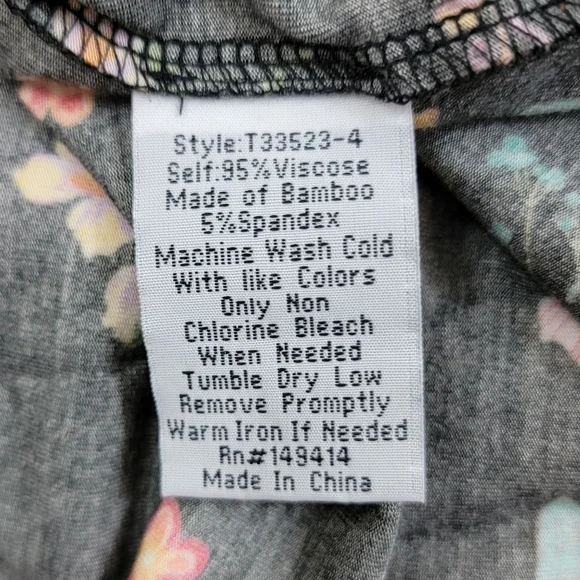 Style:T33523-4
Self:95%Viscose
Made of Bamboo
5%Spandex
Machine Wash Cold
With like Colors
Only Non
Chlorine Bleach
When Needed
Tumble Dry Low
Remove Promptly
Warm Iron If Needed
Rn#149414
Made In China